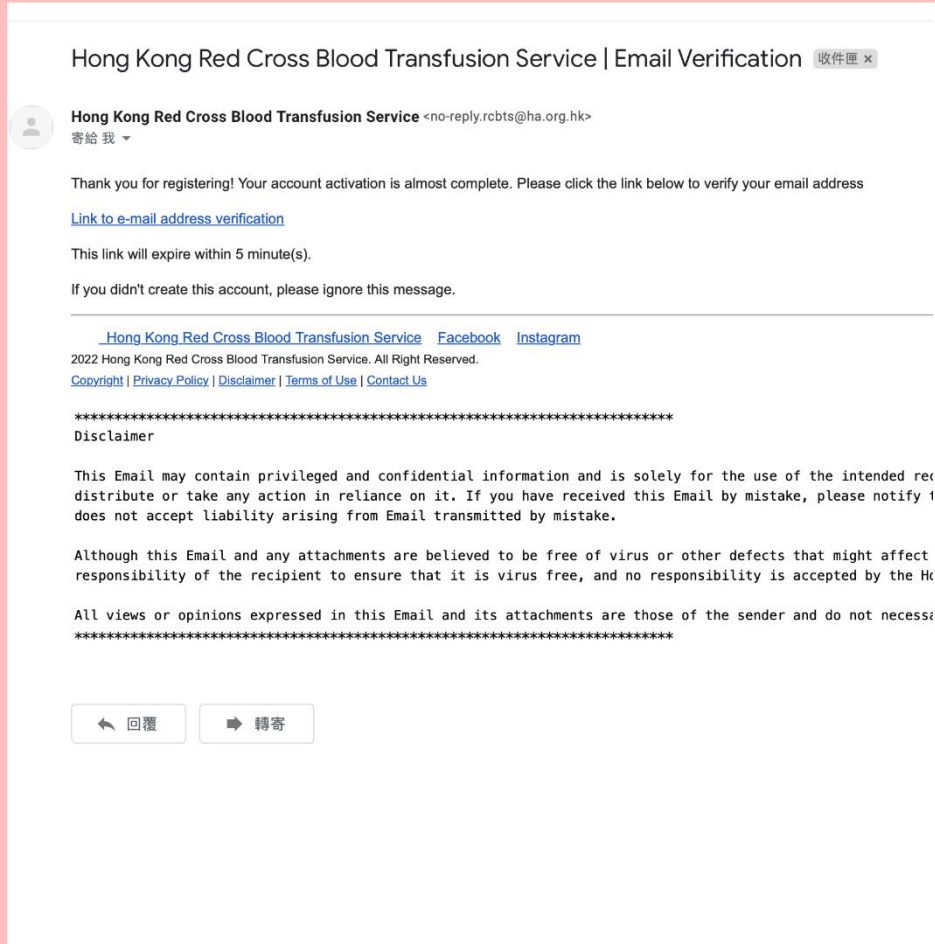 Hong Kong Red Cross Blood Transfusion Service | Email Verification 收件匣 ×
Hong Kong Red Cross Blood Transfusion Service <no-reply.rcbts@ha.org.hk>
寄給 我
Thank you for registering! Your account activation is almost complete. Please click the link below to verify your email address
Link to e-mail address verification
This link will expire within 5 minute(s).
If you didn't create this account, please ignore this message.
Hong Kong Red Cross Blood Transfusion Service Facebook Instagram
2022 Hong Kong Red Cross Blood Transfusion Service. All Right Reserved.
Copyright | Privacy Policy | Disclaimer | Terms of Use | Contact Us
***************************************************************************
Disclaimer
This Email may contain privileged and confidential information and is solely for the use of the intended
distribute or take any action in reliance on it. If you have received this Email by mistake, please notify
does not accept liability arising from Email transmitted by mistake.
Although this Email and any attachments are believed to be free of virus or other defects that might affect
responsibility of the recipient to ensure that it is virus free, and no responsibility is accepted by the
All views or opinions expressed in this Email and its attachments are those of the sender and do not
***************************************************************************
回覆 轉寄